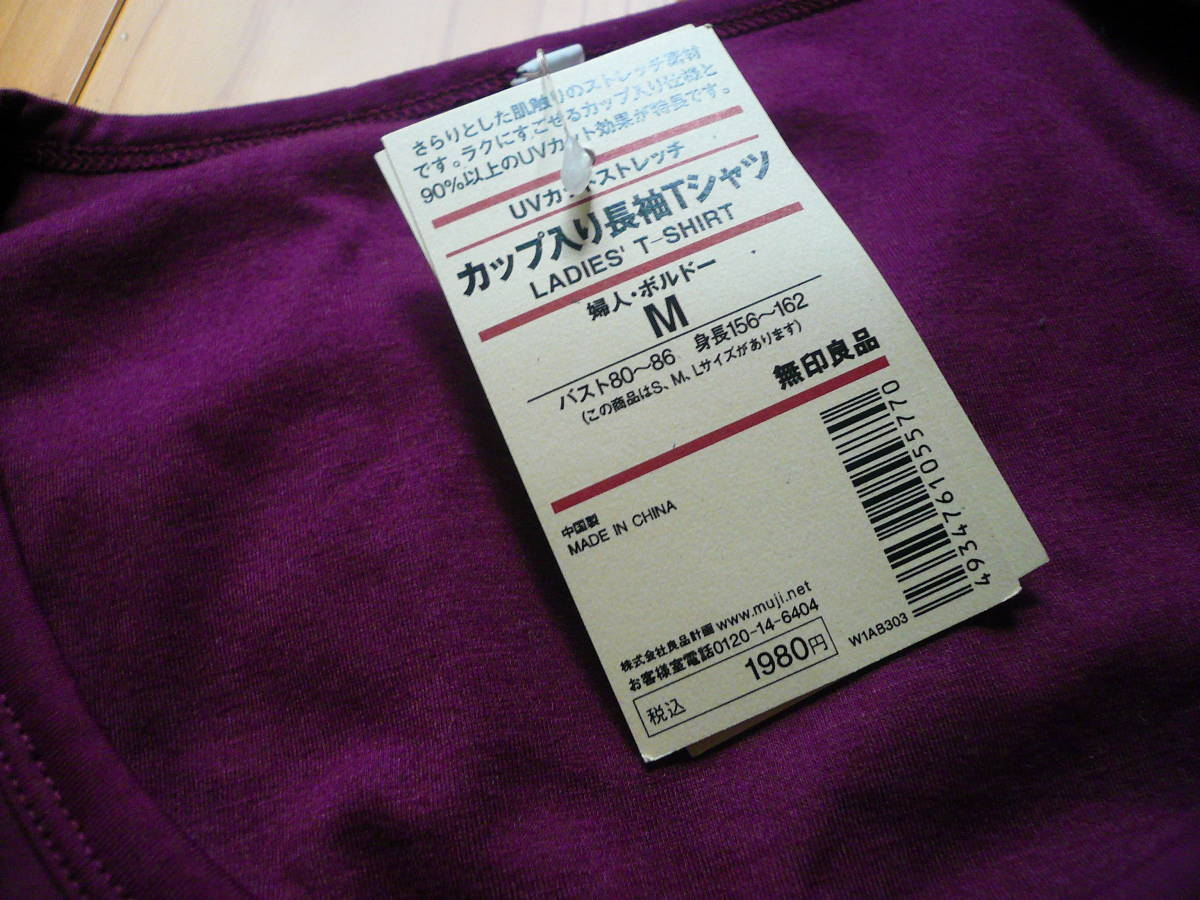 さらりとした肌触りのストレッチ素材
です。ラクにすごせるカップ入り仕様と
90%以上のUVカット効果が特長です。
UVカットストレッチ
カップ入り長袖Tシャツ
LADIES' T-SHIRT
婦人・ボルドー
M
バスト80〜86 身長156〜162
(この商品はS、M、Lサイズがあります)
無印良品
4934761055770
中国製
MADE IN CHINA
W1AB303
株式会社良品計画 www.muji.net
お客様室電話0120-14-6404
税込 1980円